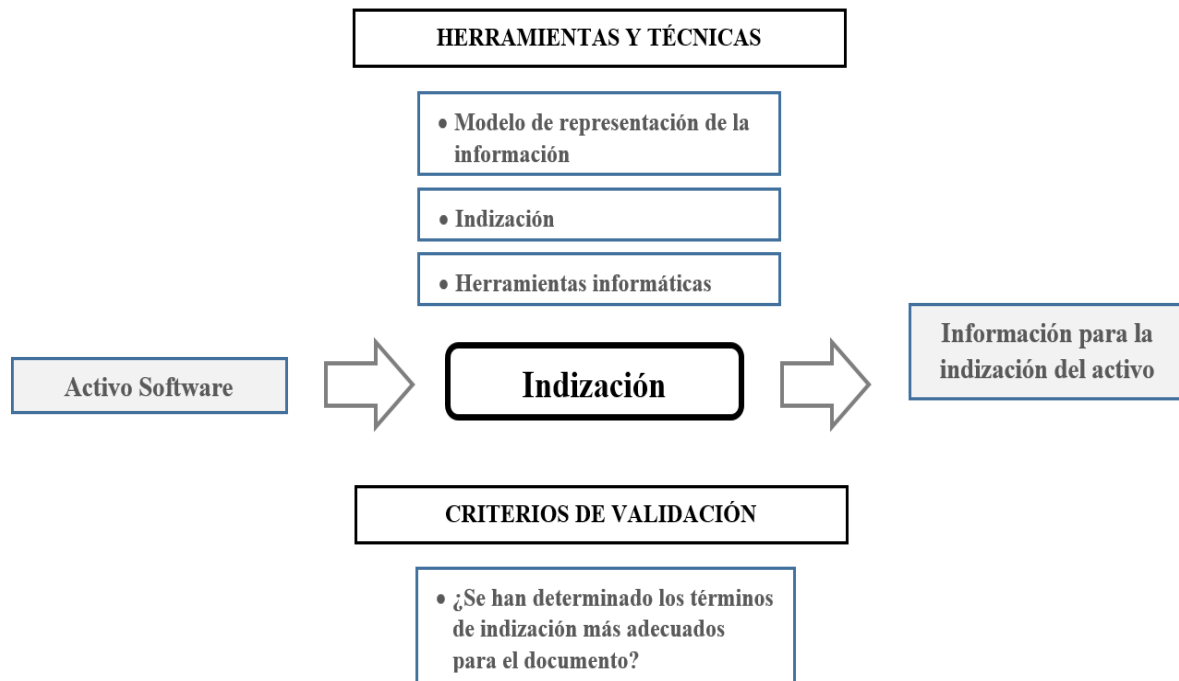 HERRAMIENTAS Y TÉCNICAS
• Modelo de representación de la
información
• Indización
• Herramientas informáticas
Activo Software
Indización
Información para la
indización del activo
CRITERIOS DE VALIDACIÓN
• ¿Se han determinado los términos
de indización más adecuados
para el documento?